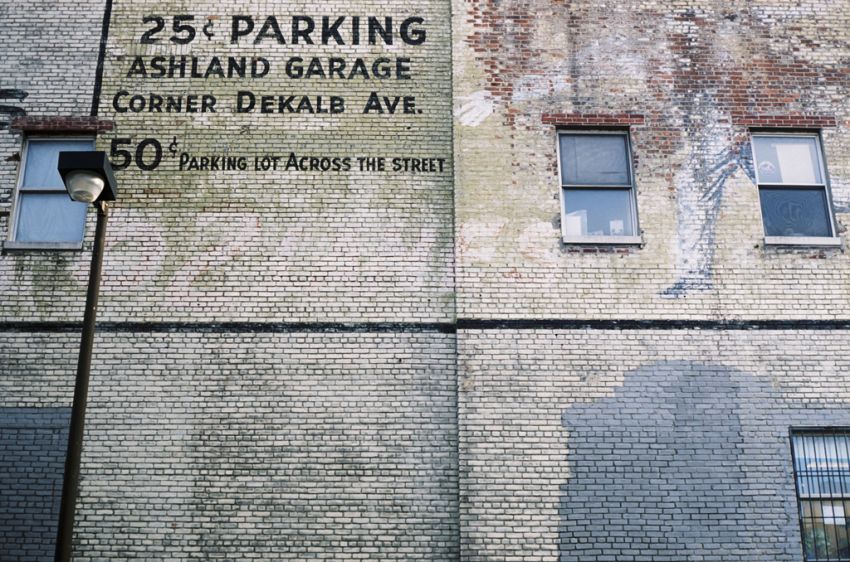 25¢ PARKING
ASHLAND GARAGE
CORNER DEKALB AVE.
50¢ PARKING LOT ACROSS THE STREET